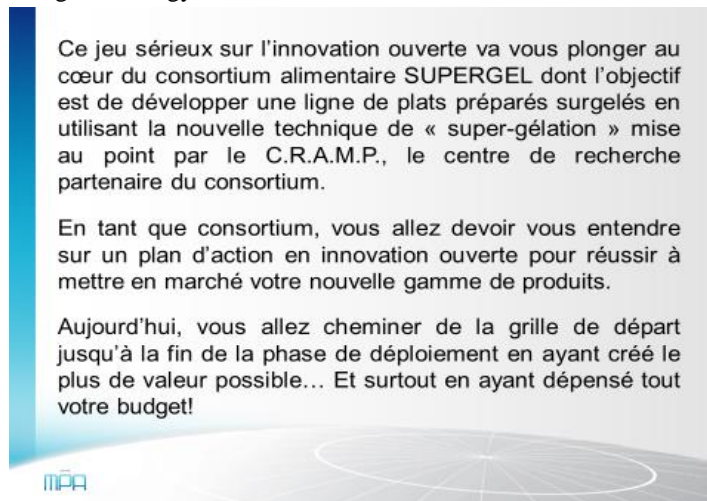 Ce jeu sérieux sur l'innovation ouverte va vous plonger au
cœur du consortium alimentaire SUPERGEL dont l'objectif
est de développer une ligne de plats préparés surgelés en
utilisant la nouvelle technique de « super-gélation » mise
au point par le C.R.A.M.P., le centre de recherche
partenaire du consortium.
En tant que consortium, vous allez devoir vous entendre
sur un plan d'action en innovation ouverte pour réussir à
mettre en marché votre nouvelle gamme de produits.
Aujourd'hui, vous allez cheminer de la grille de départ
jusqu'à la fin de la phase de déploiement en ayant créé le
plus de valeur possible… Et surtout en ayant dépensé tout
votre budget!